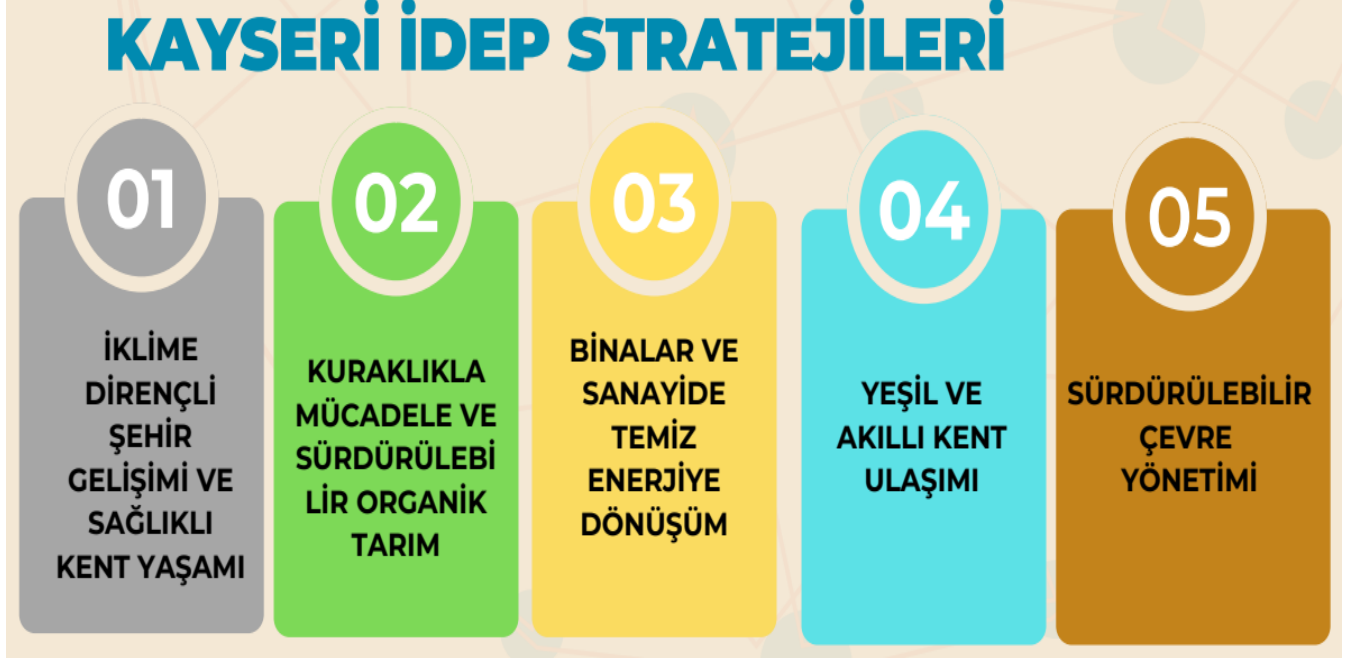 KAYSERİ İDEP STRATEJİLERİ
01
İKLİME
DİRENÇLİ
ŞEHİR
GELİŞİMİ VE
SAĞLIKLI
KENT YAŞAMI
02
KURAKLIKLA
MÜCADELE VE
SÜRDÜRÜLEBİ
LİR ORGANİK
TARIM
03
BİNALAR VE
SANAYİDE
TEMİZ
ENERJİYE
DÖNÜŞÜM
04
YEŞİL VE
AKILLI KENT
ULAŞIMI
05
SÜRDÜRÜLEBİLİR
ÇEVRE
YÖNETİMİ